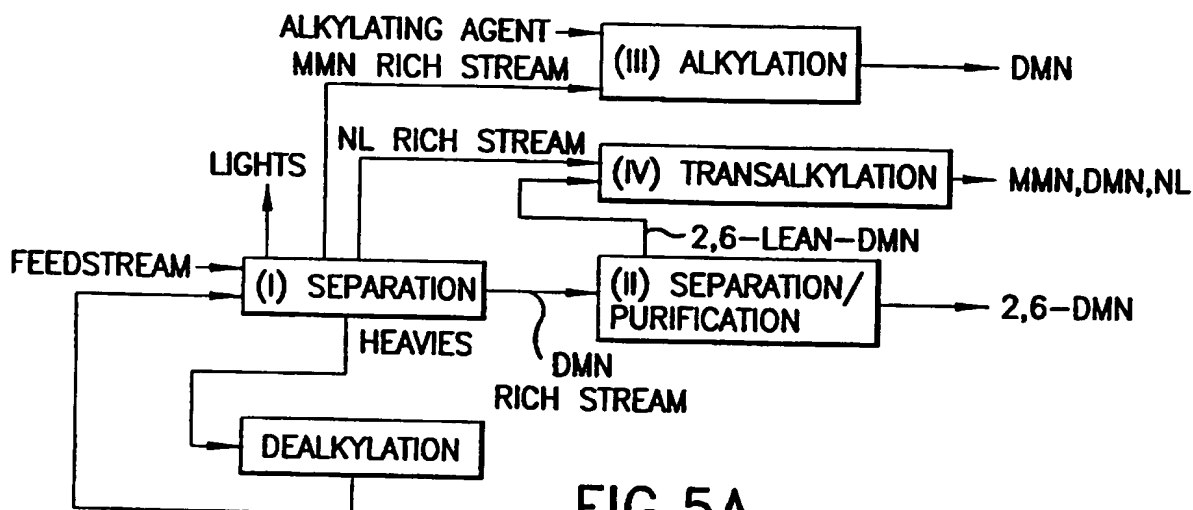 ALKYLATING AGENT
MMN RICH STREAM
(III) ALKYLATION
DMN
NL RICH STREAM
LIGHTS
(IV) TRANSALKYLATION
MMN,DMN,NL
2,6-LEAN-DMN
FEEDSTREAM
(I) SEPARATION
(II) SEPARATION/
PURIFICATION
2,6-DMN
HEAVIES
DMN
RICH STREAM
DEALKYLATION
FIG. 5A